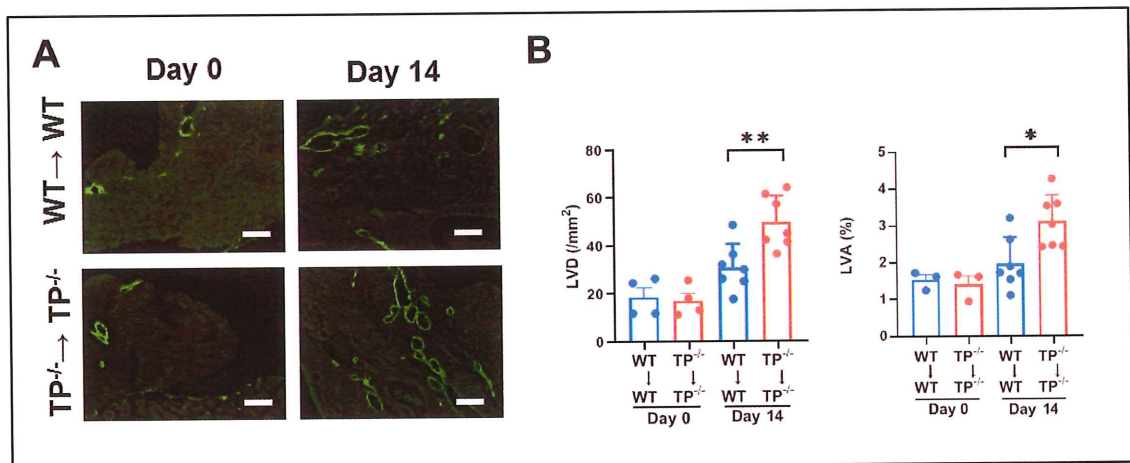 A
Day 0
Day 14
WT→WT
TP-/-→TP-/-
B
**
80
60
40
20
0
LVD (/mm²)
WT TP-/- WT TP-/-
↓ ↓ ↓ ↓
WT TP-/- WT TP-/-
Day 0 Day 14
*
5
4
3
2
1
0
LVA (%)
WT TP-/- WT TP-/-
↓ ↓ ↓ ↓
WT TP-/- WT TP-/-
Day 0 Day 14